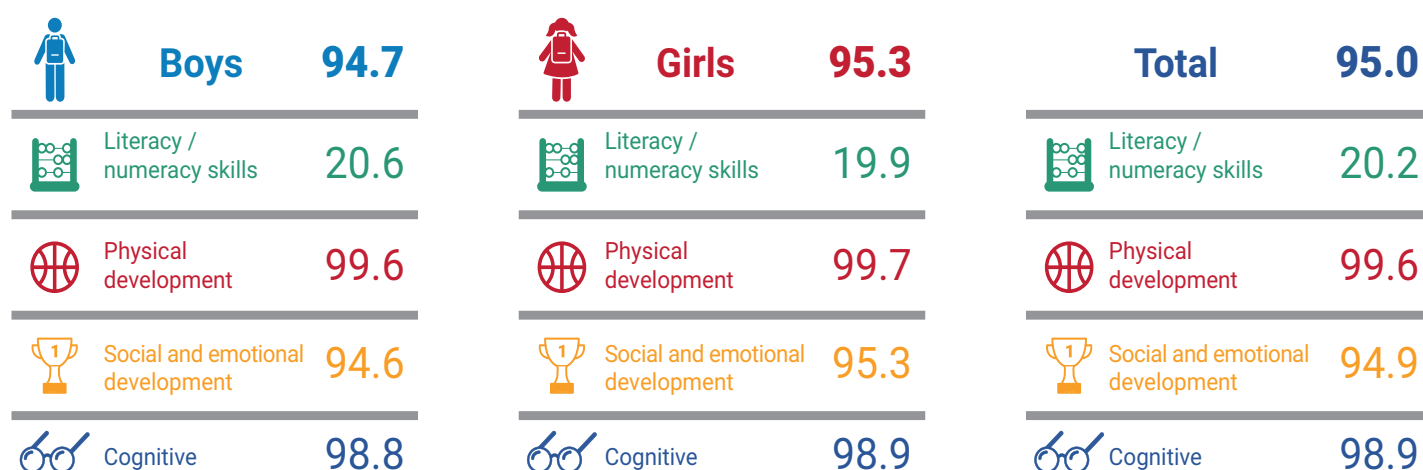 Boys 94.7
Literacy /
numeracy skills 20.6
Physical
development 99.6
1 Social and emotional
development 94.6
Cognitive 98.8
Girls 95.3
Literacy /
numeracy skills 19.9
Physical
development 99.7
1 Social and emotional
development 95.3
Cognitive 98.9
Total 95.0
Literacy /
numeracy skills 20.2
Physical
development 99.6
1 Social and emotional
development 94.9
Cognitive 98.9